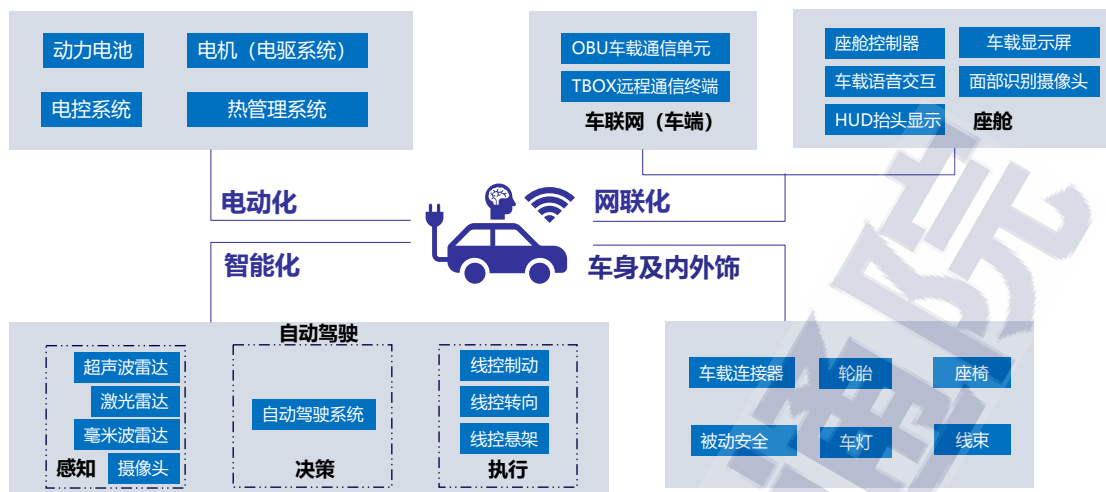 动力电池
电机（电驱系统）
电控系统
热管理系统
OBU车载通信单元
TBOX远程通信终端
车联网（车端）
座舱控制器
车载显示屏
车载语音交互
面部识别摄像头
HUD抬头显示
座舱
电动化
网联化
智能化
车身及内外饰
自动驾驶
超声波雷达
激光雷达
毫米波雷达
感知
摄像头
自动驾驶系统
决策
线控制动
线控转向
线控悬架
执行
车载连接器
轮胎
座椅
被动安全
车灯
线束